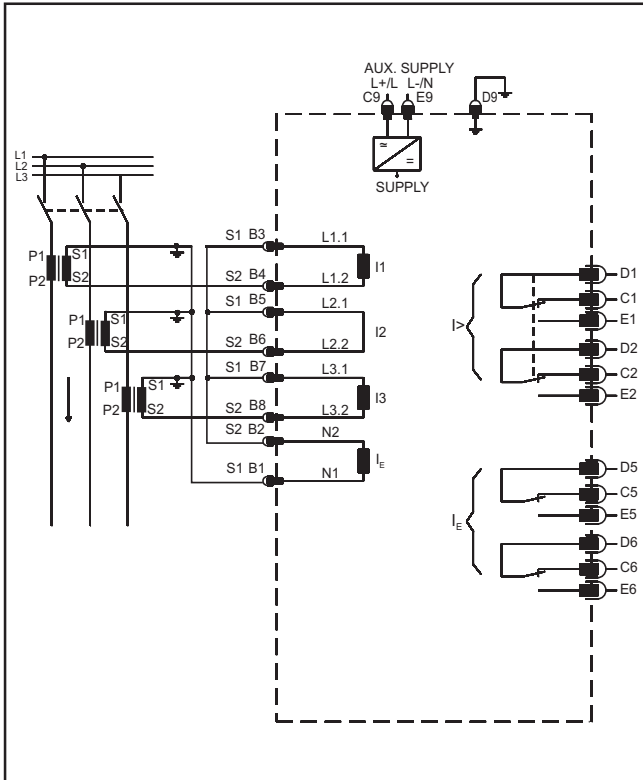 AUX. SUPPLY
L+/L L-/N
C9 E9 D9
≃
=
SUPPLY
L1
L2
L3
P1 S1
P2 S2
P1 S1
P2 S2
P1 S1
P2 S2
S1 B3 L1.1
I1
S2 B4 L1.2
S1 B5 L2.1
I2
S2 B6 L2.2
S1 B7 L3.1
I3
S2 B8 L3.2
S2 B2 N2
IE
S1 B1 N1
I>
D1
C1
E1
D2
C2
E2
IE
D5
C5
E5
D6
C6
E6